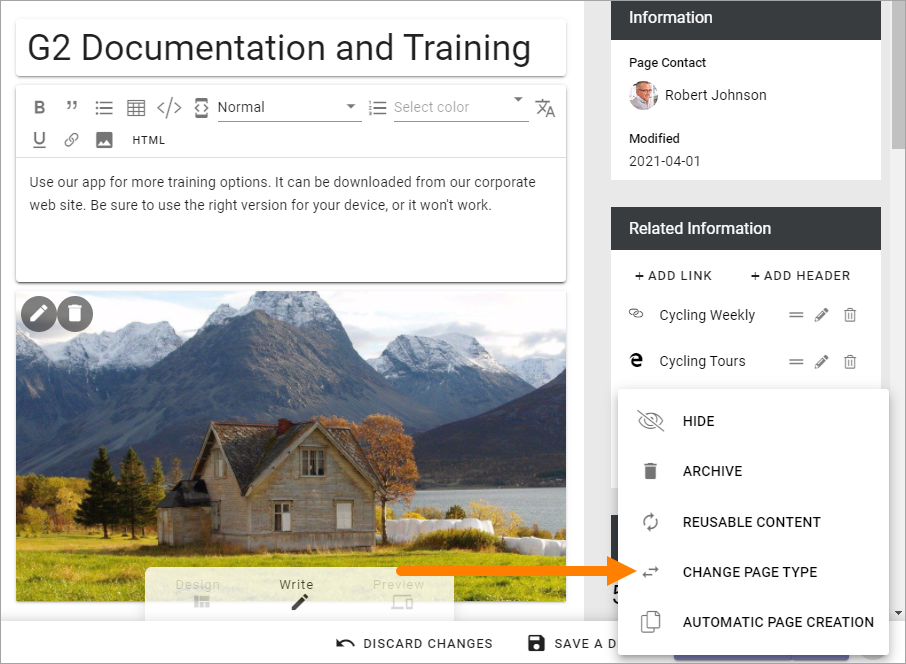 G2 Documentation and Training
B
Normal
Select color
U
HTML
Use our app for more training options. It can be downloaded from our corporate
web site. Be sure to use the right version for your device, or it won't work.
Design
Write
Preview
DISCARD CHANGES
SAVE A D
Information
Page Contact
Robert Johnson
Modified
2021-04-01
Related Information
+ ADD LINK
+ ADD HEADER
Cycling Weekly
Cycling Tours
HIDE
ARCHIVE
REUSABLE CONTENT
CHANGE PAGE TYPE
AUTOMATIC PAGE CREATION